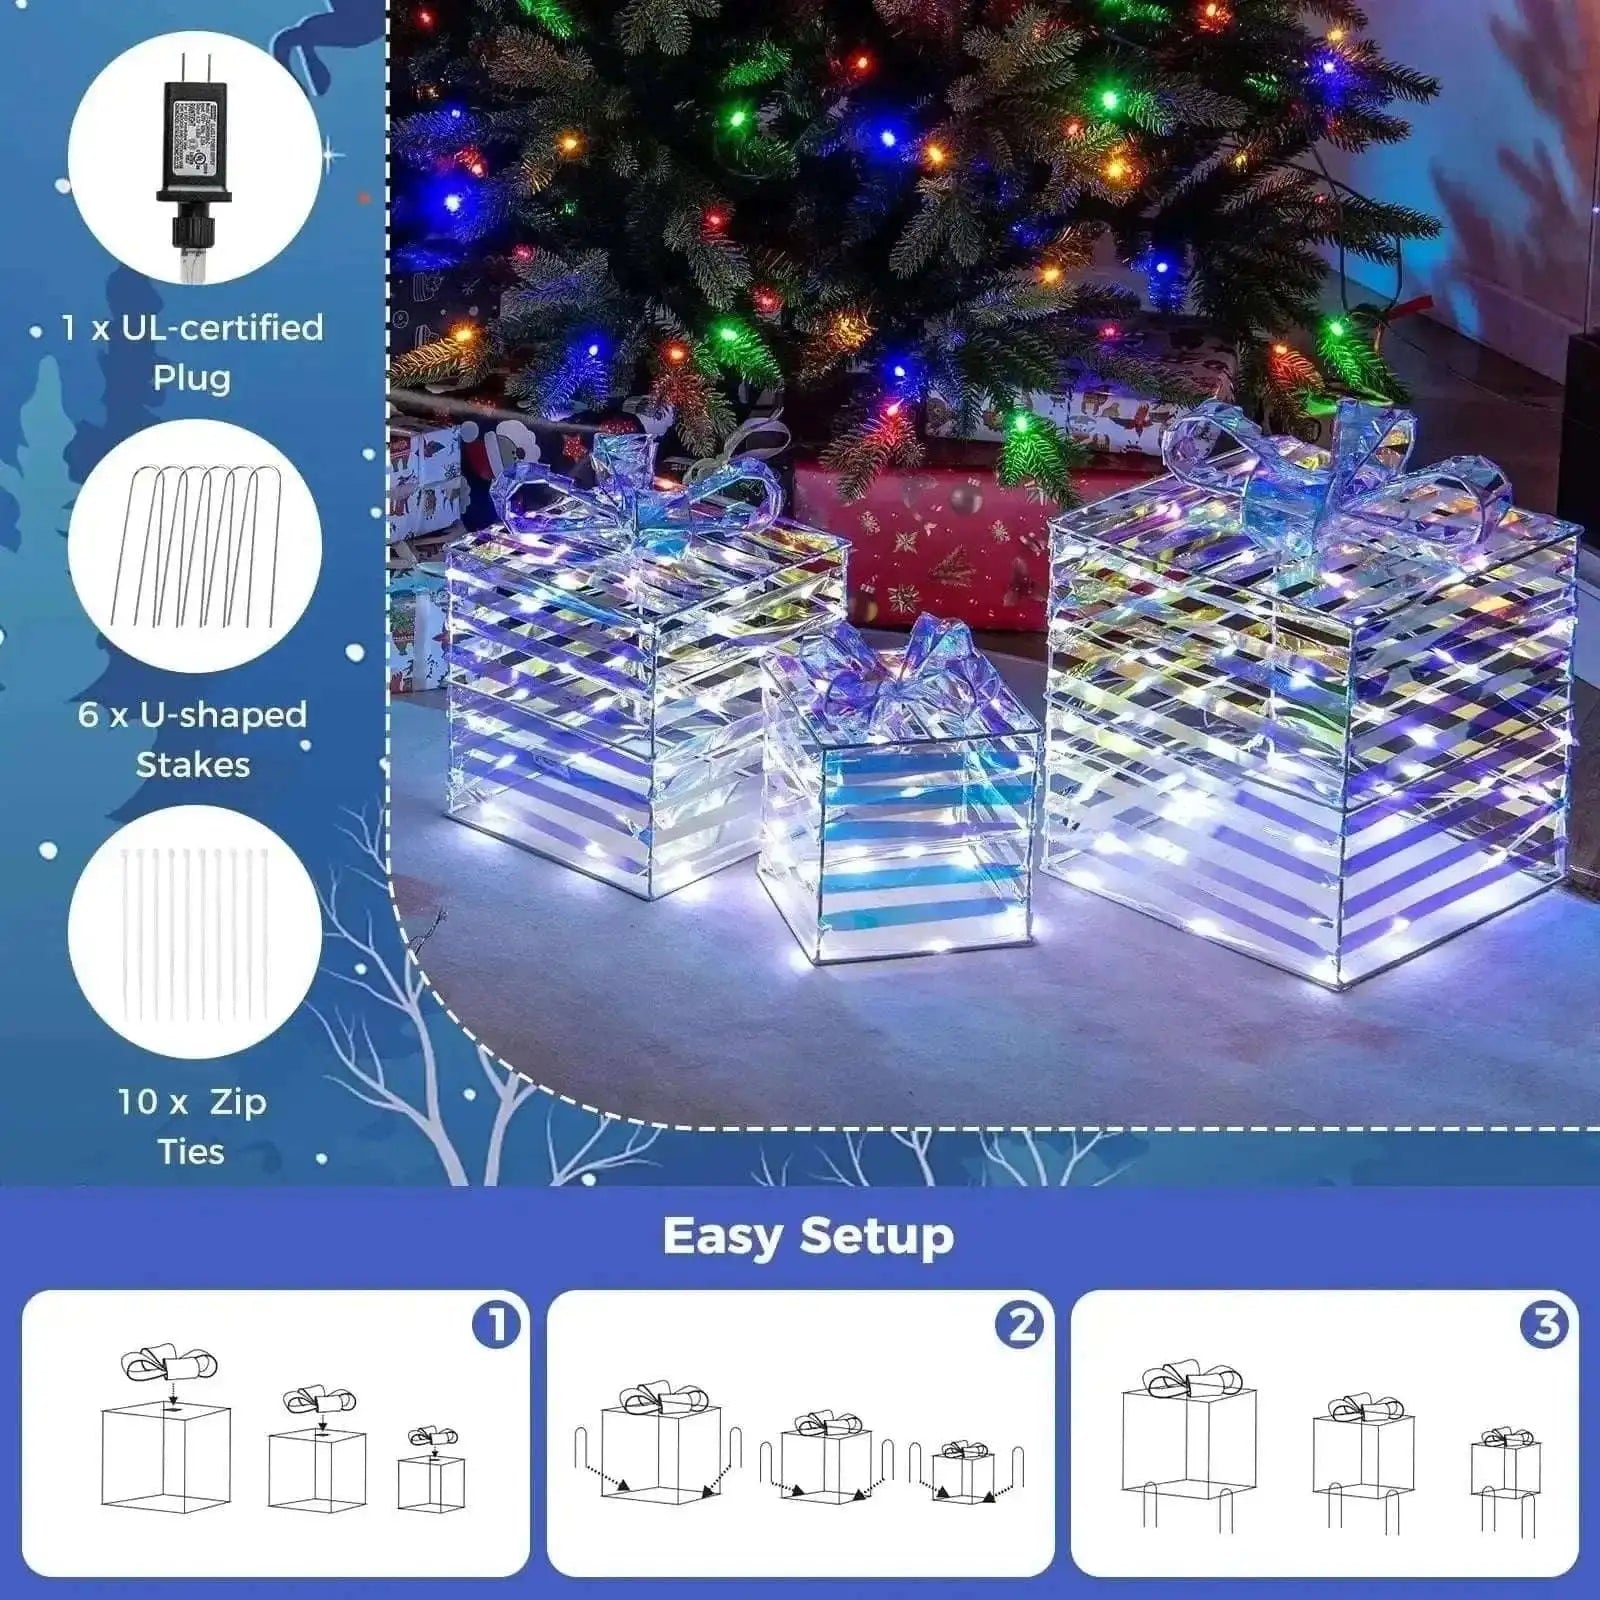 1 x UL-certified
Plug
6 x U-shaped
Stakes
10 x Zip
Ties
Easy Setup
1
2
3